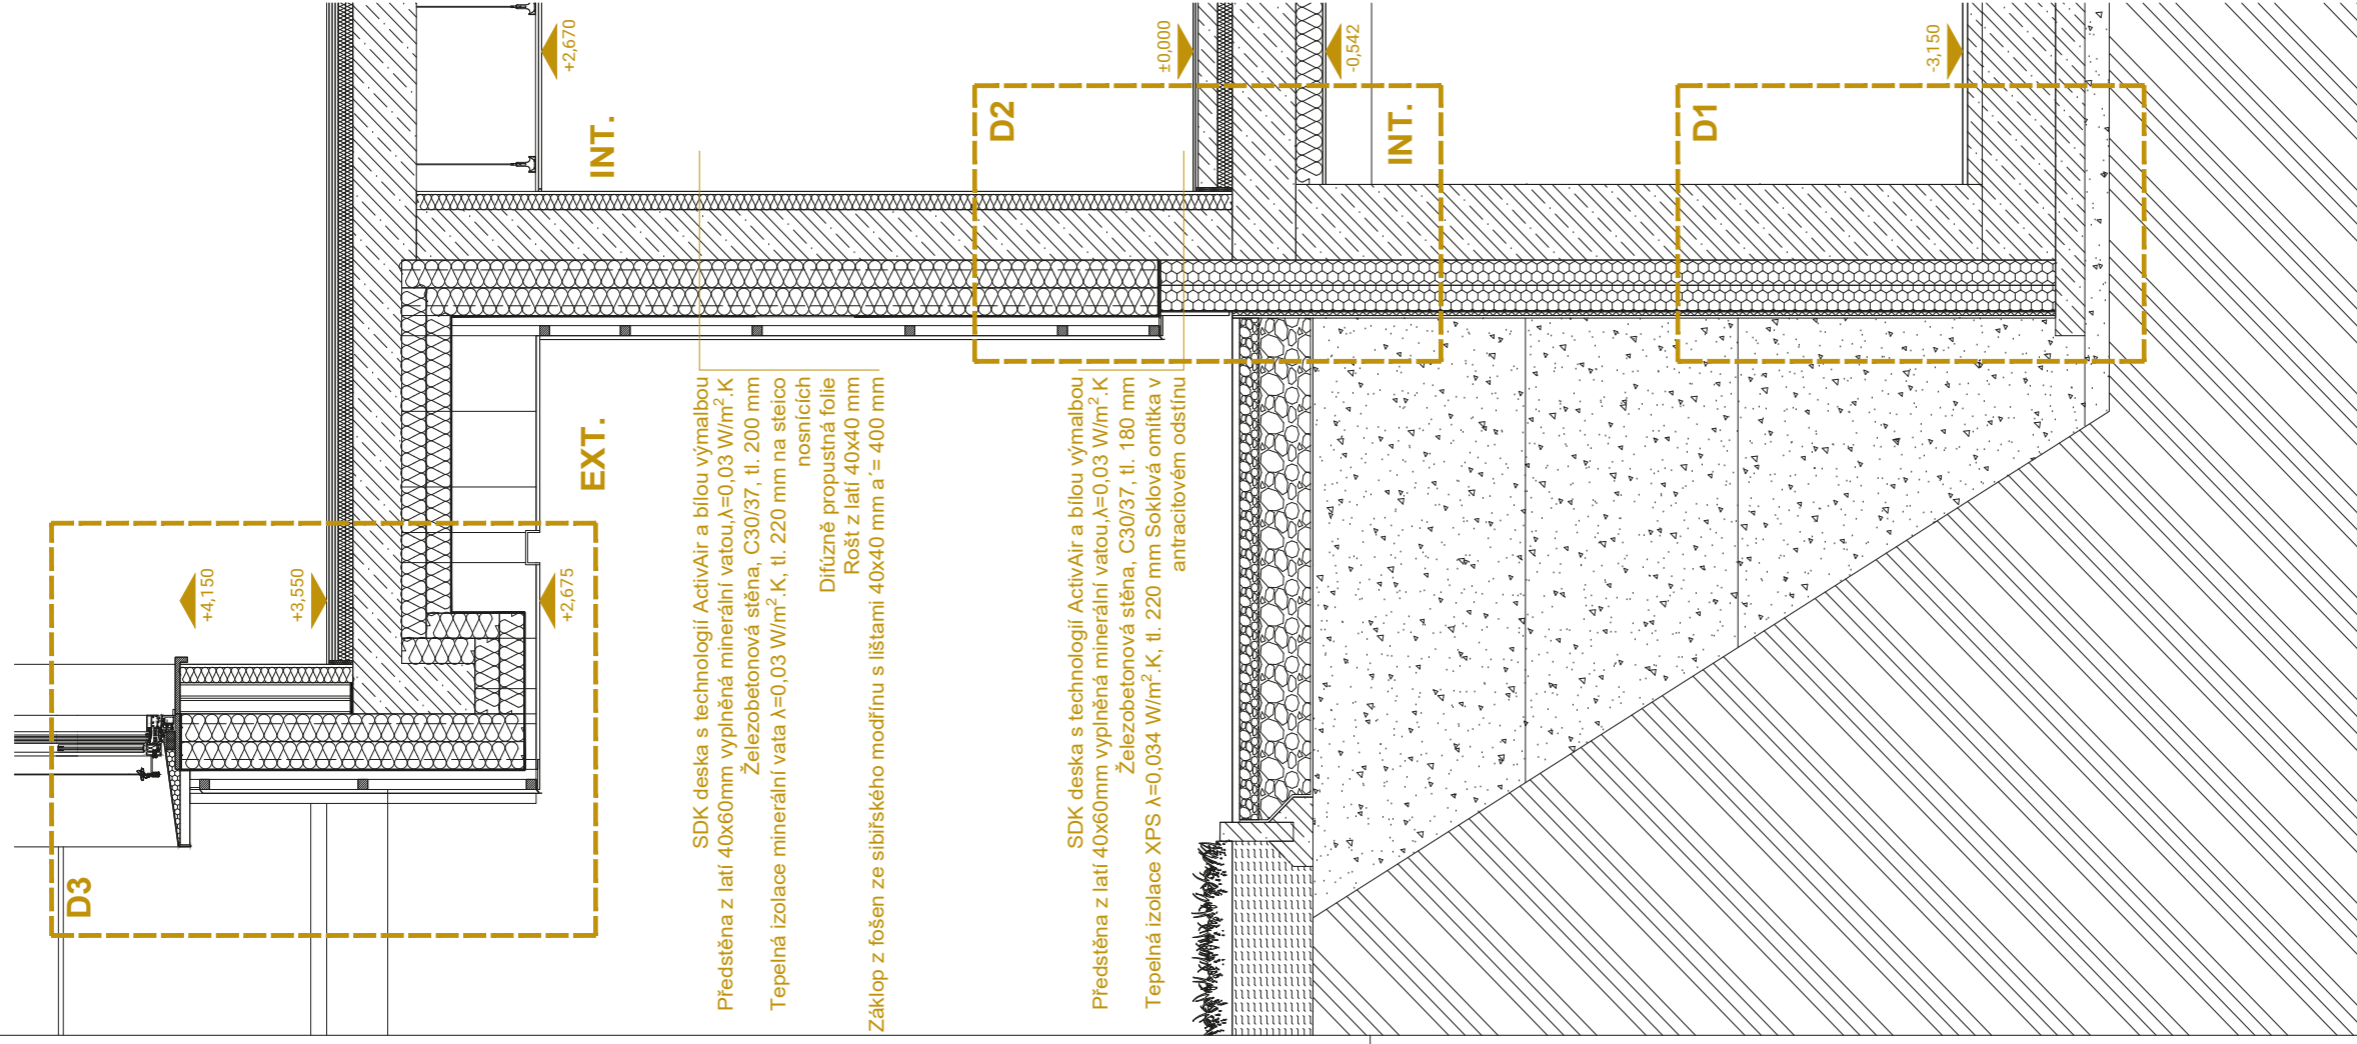 +4,150
+3,550
+2,675
D3
+2,670
INT.
EXT.
SDK deska s technologií ActivAir a bílou výmalbou
Předstěna z latí 40x60mm vyplněná minerální vatou,λ=0,03 W/m².K
Železobetonová stěna, C30/37, tl. 200 mm
Tepelná izolace minerální vata λ=0,03 W/m².K, tl. 220 mm na steico
nosnících
Difúzně propustná folie
Rošt z latí 40x40 mm
Záklop z fošen ze sibiřského modřínu s lištami 40x40 mm a´= 400 mm
±0,000
-0,542
D2
INT.
SDK deska s technologií ActivAir a bílou výmalbou
Předstěna z latí 40x60mm vyplněná minerální vatou,λ=0,03 W/m².K
Železobetonová stěna, C30/37, tl. 180 mm
Tepelná izolace XPS λ=0,034 W/m².K, tl. 220 mm Soklová omítka v
antracitovém odstínu
-3,150
D1